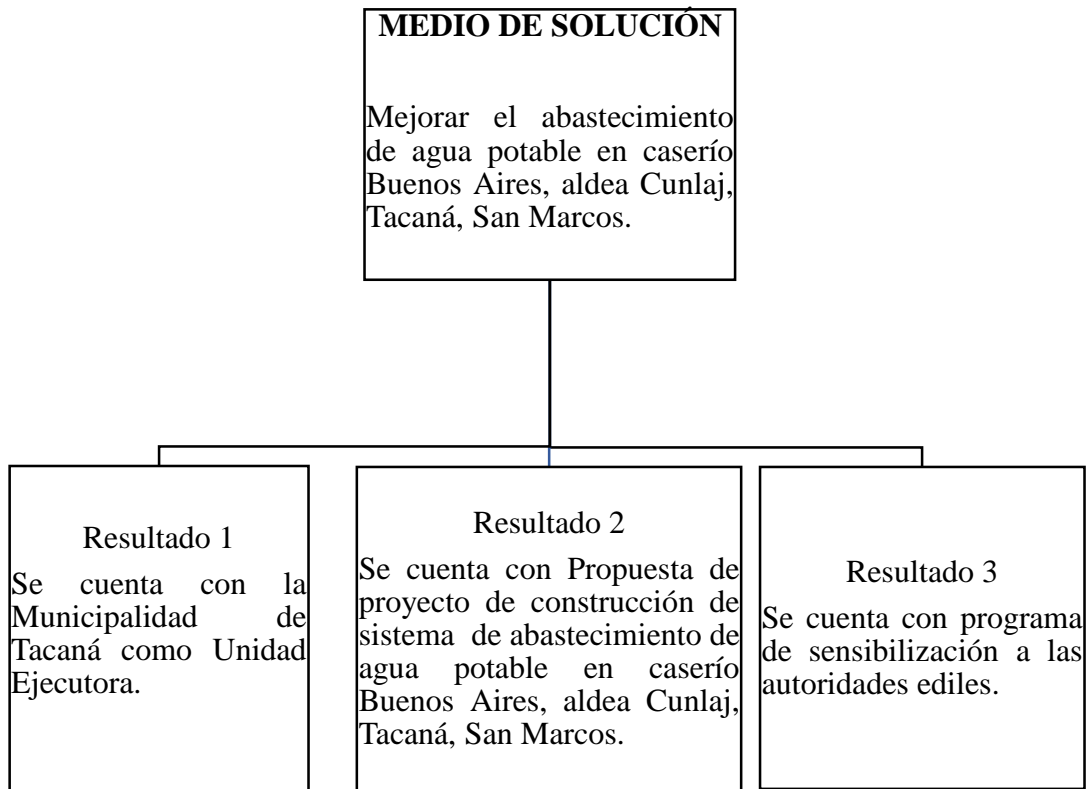 MEDIO DE SOLUCIÓN
Mejorar el abastecimiento
de agua potable en caserío
Buenos Aires, aldea Cunlaj,
Tacaná, San Marcos.
Resultado 1
Se cuenta con la
Municipalidad de
Tacaná como Unidad
Ejecutora.
Resultado 2
Se cuenta con Propuesta de
proyecto de construcción de
sistema de abastecimiento de
agua potable en caserío
Buenos Aires, aldea Cunlaj,
Tacaná, San Marcos.
Resultado 3
Se cuenta con programa
de sensibilización a las
autoridades ediles.